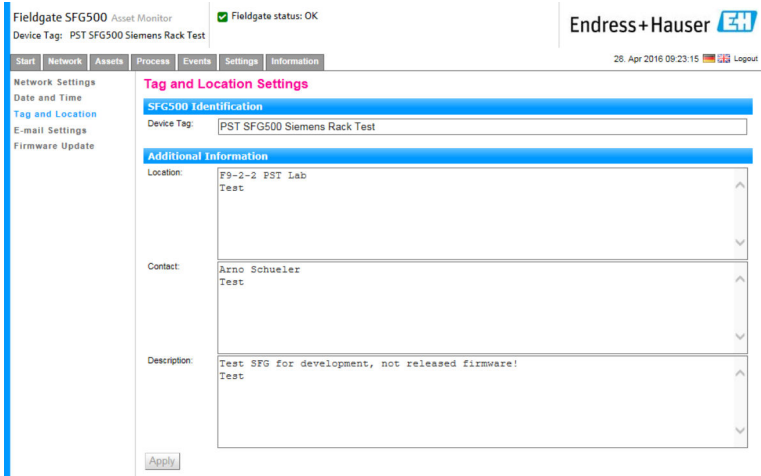 Fieldgate SFG500 Asset Monitor
Device Tag: PST SFG500 Siemens Rack Test
Fieldgate status: OK
Endress+Hauser EH
Start Network Assets Process Events Settings Information
28. Apr 2016 09:23:15 Logout
Network Settings
Date and Time
Tag and Location
E-mail Settings
Firmware Update
Tag and Location Settings
SFG500 Identification
Device Tag: PST SFG500 Siemens Rack Test
Additional Information
Location: F9-2-2 PST Lab
Test
Contact: Arno Schueler
Test
Description: Test SFG for development, not released firmware!
Test
Apply